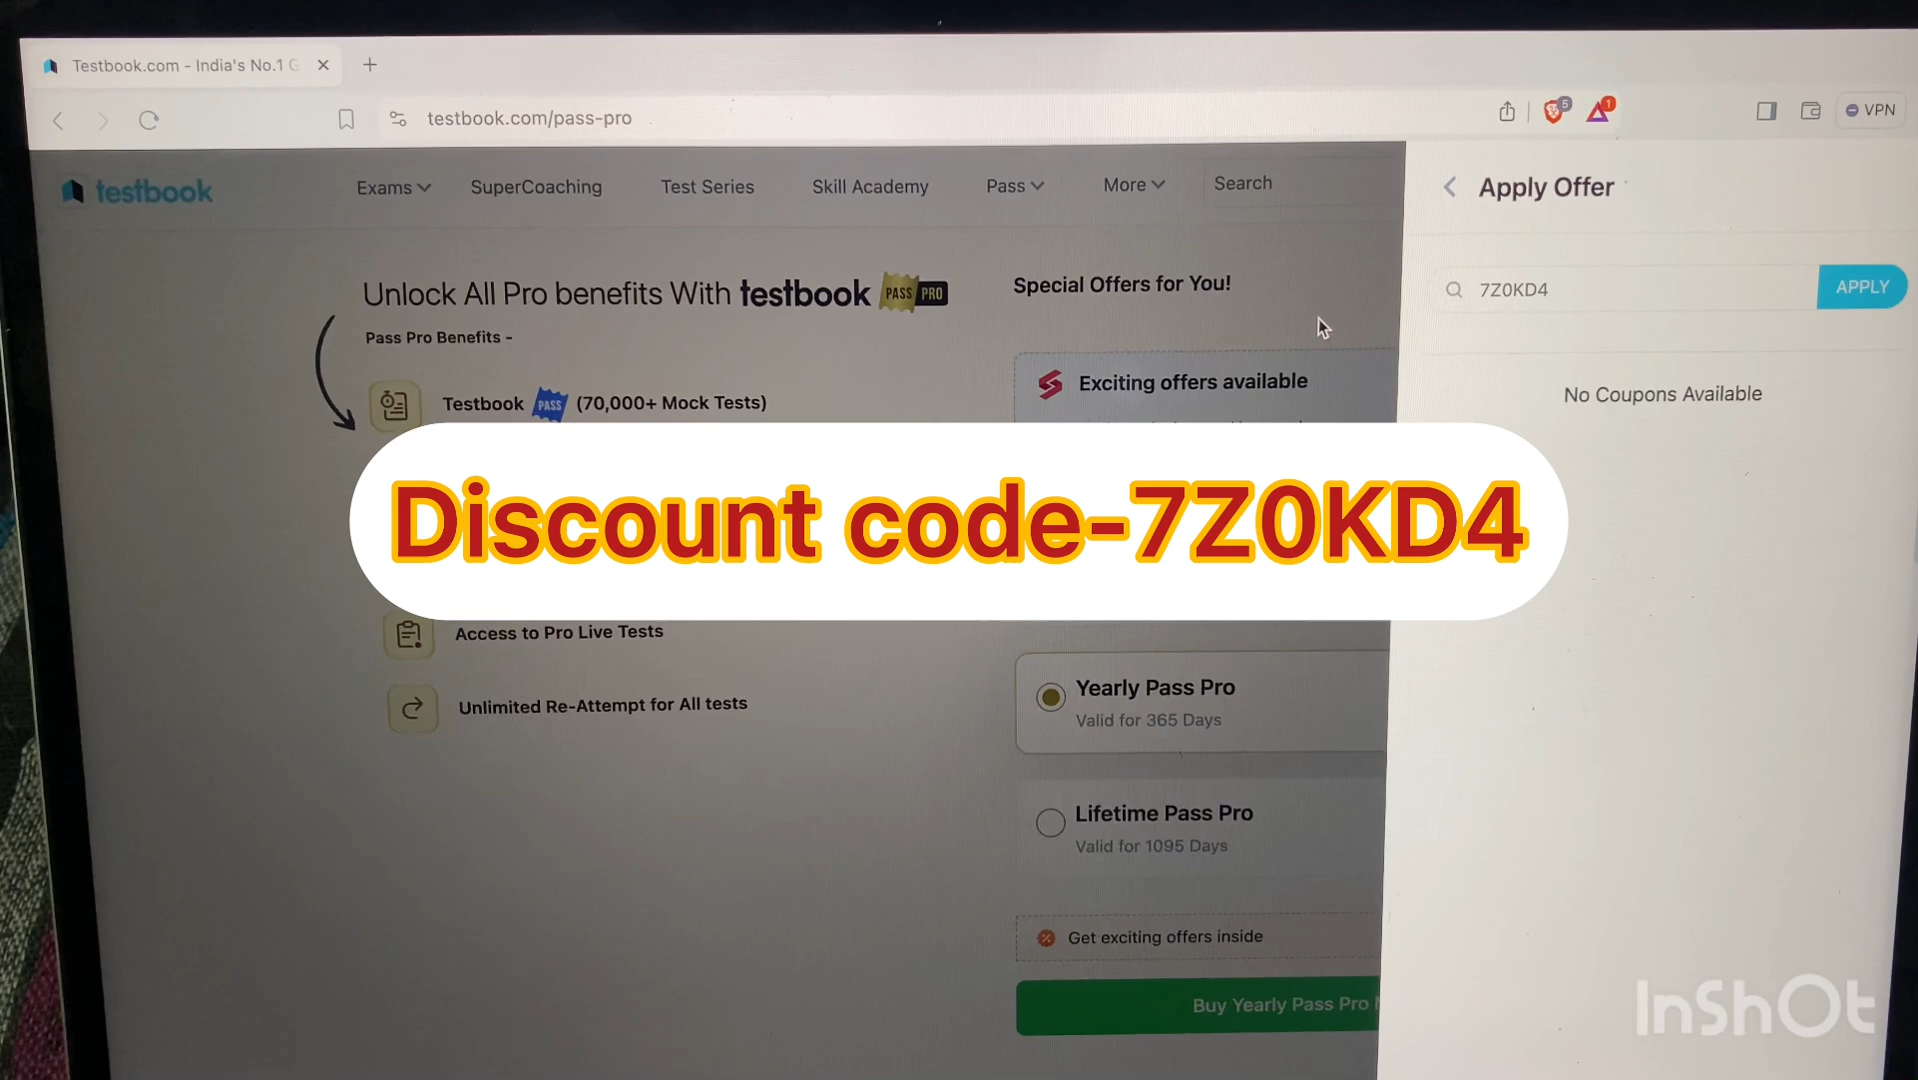 Testbook.com - India's No.1 G
testbook.com/pass-pro
5
1
VPN
testbook
Exams
SuperCoaching
Test Series
Skill Academy
Pass
More
Search
Apply Offer
7Z0KD4
APPLY
No Coupons Available
Unlock All Pro benefits With testbook PASS PRO
Pass Pro Benefits -
Testbook PASS (70,000+ Mock Tests)
Special Offers for You!
Exciting offers available
Discount code-7Z0KD4
Access to Pro Live Tests
Unlimited Re-Attempt for All tests
Yearly Pass Pro
Valid for 365 Days
Lifetime Pass Pro
Valid for 1095 Days
Get exciting offers inside
Buy Yearly Pass Pro
InShOt